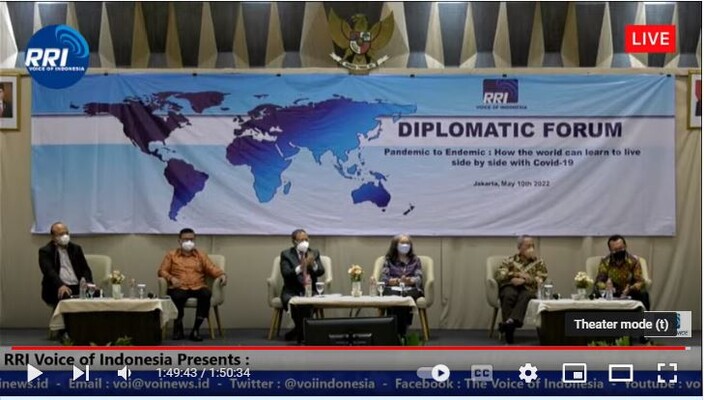 RRI
VOICE OF INDONESIA
LIVE
RRI
VOICE OF INDONESIA
DIPLOMATIC FORUM
Pandemic to Endemic : How the world can learn to live
side by side with Covid-19
Jakarta, May 10th 2022
Theater mode (t)
RRI Voice of Indonesia Presents :
1:49:43 / 1:50:34
CC
inews.id - Email : voi@voinews.id - Twitter : @voiindonesia - Facebook : The Voice of Indonesia - Youtube : voi